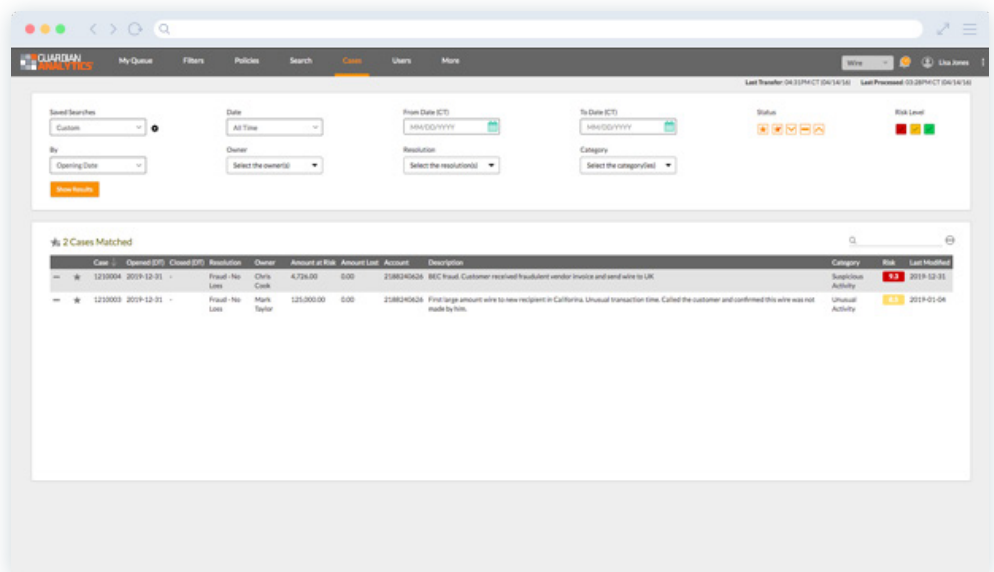 GUARDIAN ANALYTICS
My Queue Filters Policies Search Cases Users More Wire Lisa Jones
Last Transfer: 04:31PM CT (04/14/16) Last Processed: 03:28PM CT (04/14/16)
Saved Searches Date From Date (CT) To Date (CT) Status Risk Level
Custom All Time MM/DD/YYYY MM/DD/YYYY
By Owner Resolution Category
Opening Date Select the owner(s) Select the resolution(s) Select the category(ies)
Show Results
2 Cases Matched
Case Opened (DT) Closed (DT) Resolution Owner Amount at Risk Amount Lost Account Description Category Risk Last Modified
1210004 2019-12-31 - Fraud - No Loss Chris Cook 4,726.00 0.00 2188240626 BEC fraud. Customer received fraudulent vendor invoice and send wire to UK Suspicious Activity 9.3 2019-12-31
1210003 2019-12-31 - Fraud - No Loss Mark Taylor 125,000.00 0.00 2188240626 First large amount wire to new recipient in California. Unusual transaction time. Called the customer and confirmed this wire was not made by him. Unusual Activity 2019-01-04